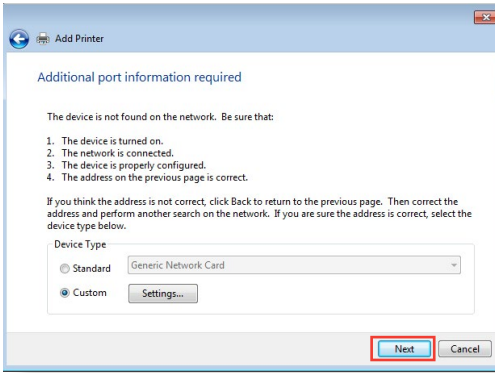 Add Printer
Additional port information required
The device is not found on the network. Be sure that:
1. The device is turned on.
2. The network is connected.
3. The device is properly configured.
4. The address on the previous page is correct.
If you think the address is not correct, click Back to return to the previous page. Then correct the
address and perform another search on the network. If you are sure the address is correct, select the
device type below.
Device Type
Standard Generic Network Card
Custom Settings...
Next Cancel